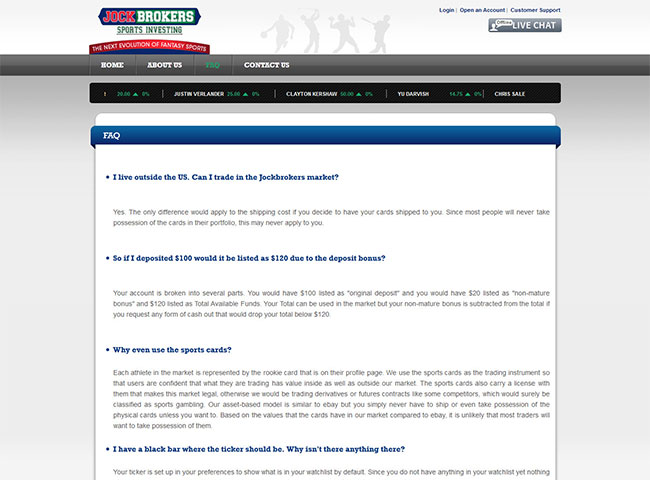 JOCK BROKERS
SPORTS INVESTING
THE NEXT EVOLUTION OF FANTASY SPORTS
Login | Open an Account | Customer Support
Offline LIVE CHAT
HOME ABOUT US FAQ CONTACT US
20.00 ▲ 0% JUSTIN VERLANDER 25.00 ▲ 0% CLAYTON KERSHAW 50.00 ▲ 0% YU DARVISH 14.75 ▲ 0% CHRIS SALE
FAQ
• I live outside the US. Can I trade in the Jockbrokers market?
Yes. The only difference would apply to the shipping cost if you decide to have your cards shipped to you. Since most people will never take
possession of the cards in their portfolio, this may never apply to you.
• So if I deposited $100 would it be listed as $120 due to the deposit bonus?
Your account is broken into several parts. You would have $100 listed as "original deposit" and you would have $20 listed as "non-mature
bonus" and $120 listed as Total Available Funds. Your Total can be used in the market but your non-mature bonus is subtracted from the total if
you request any form of cash out that would drop your total below $120.
• Why even use the sports cards?
Each athlete in the market is represented by the rookie card that is on their profile page. We use the sports cards as the trading instrument so
that users are confident that what they are trading has value inside as well as outside our market. The sports cards also carry a license with
them that makes this market legal, otherwise we would be trading derivatives or futures contracts like some competitors, which would surely be
classified as sports gambling. Our asset-based model is similar to ebay but you simply never have to ship or even take possession of the
physical cards unless you want to. Based on the values that the cards have in our market compared to ebay, it is unlikely that most traders will
want to take possession of them.
• I have a black bar where the ticker should be. Why isn't there anything there?
Your ticker is set up in your preferences to show what is in your watchlist by default. Since you do not have anything in your watchlist yet nothing